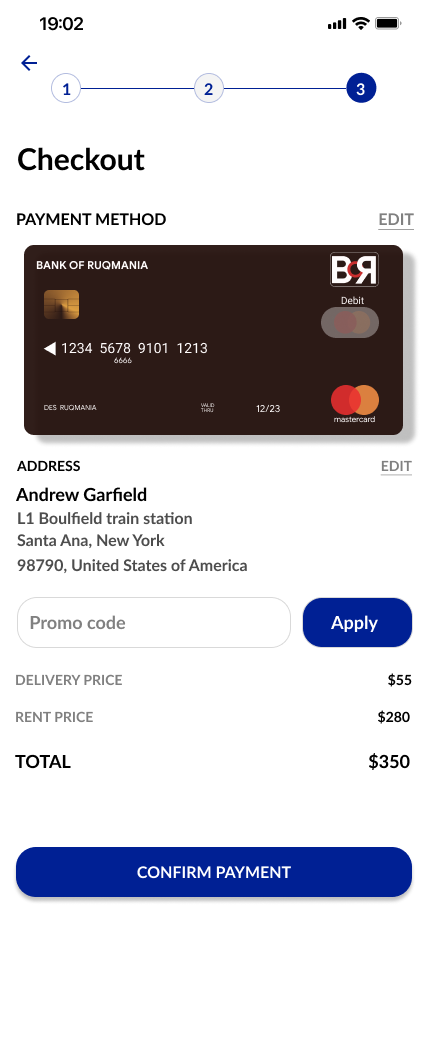 19:02
1
2
3
Checkout
PAYMENT METHOD
EDIT
BANK OF RUQMANIA
BCR
Debit
1234 5678 9101 1213
6666
DES RUQMANIA
VALID
THRU
12/23
mastercard
ADDRESS
EDIT
Andrew Garfield
L1 Boulfield train station
Santa Ana, New York
98790, United States of America
Promo code
Apply
DELIVERY PRICE
$55
RENT PRICE
$280
TOTAL
$350
CONFIRM PAYMENT